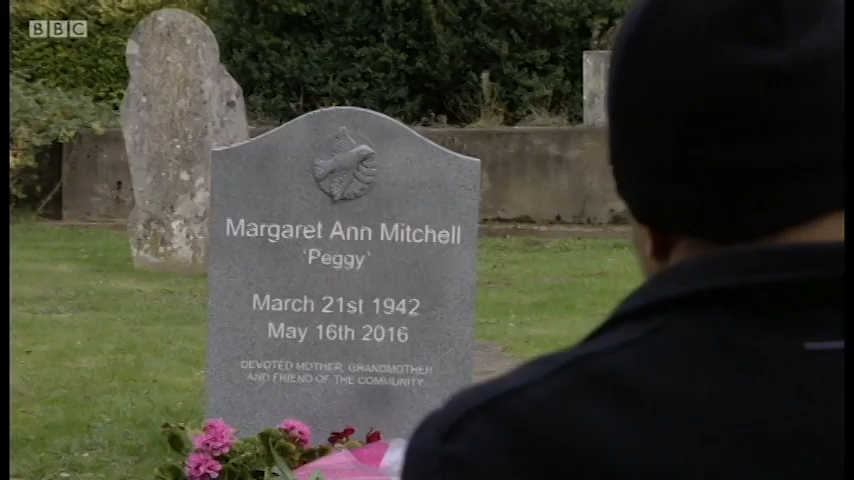 BBC
Margaret Ann Mitchell
'Peggy'
March 21st 1942
May 16th 2016
DEVOTED MOTHER, GRANDMOTHER
AND FRIEND OF THE COMMUNITY